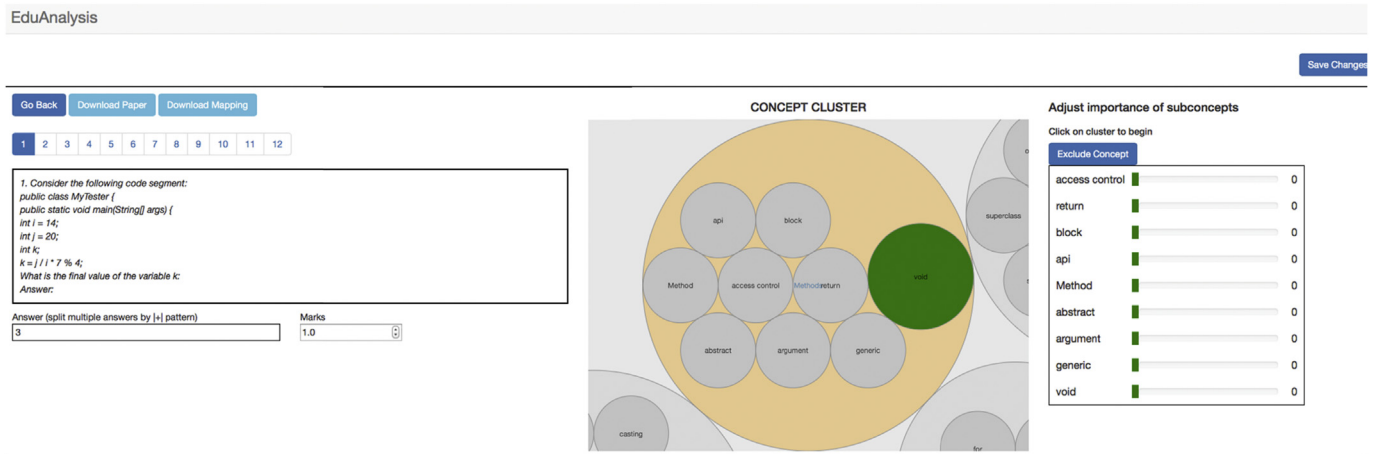 EduAnalysis
Save Changes
Go Back Download Paper Download Mapping
1 2 3 4 5 6 7 8 9 10 11 12
1. Consider the following code segment:
public class MyTester {
public static void main(String[] args) {
int i = 14;
int j = 20;
int k;
k = j / i * 7 % 4;
What is the final value of the variable k:
Answer:
Answer (split multiple answers by |+| pattern)
3
Marks
1.0
CONCEPT CLUSTER
api
block
superclass
void
Method
access control
Methods
return
abstract
argument
generic
casting
for
Adjust importance of subconcepts
Click on cluster to begin
Exclude Concept
access control 0
return 0
block 0
api 0
Method 0
abstract 0
argument 0
generic 0
void 0